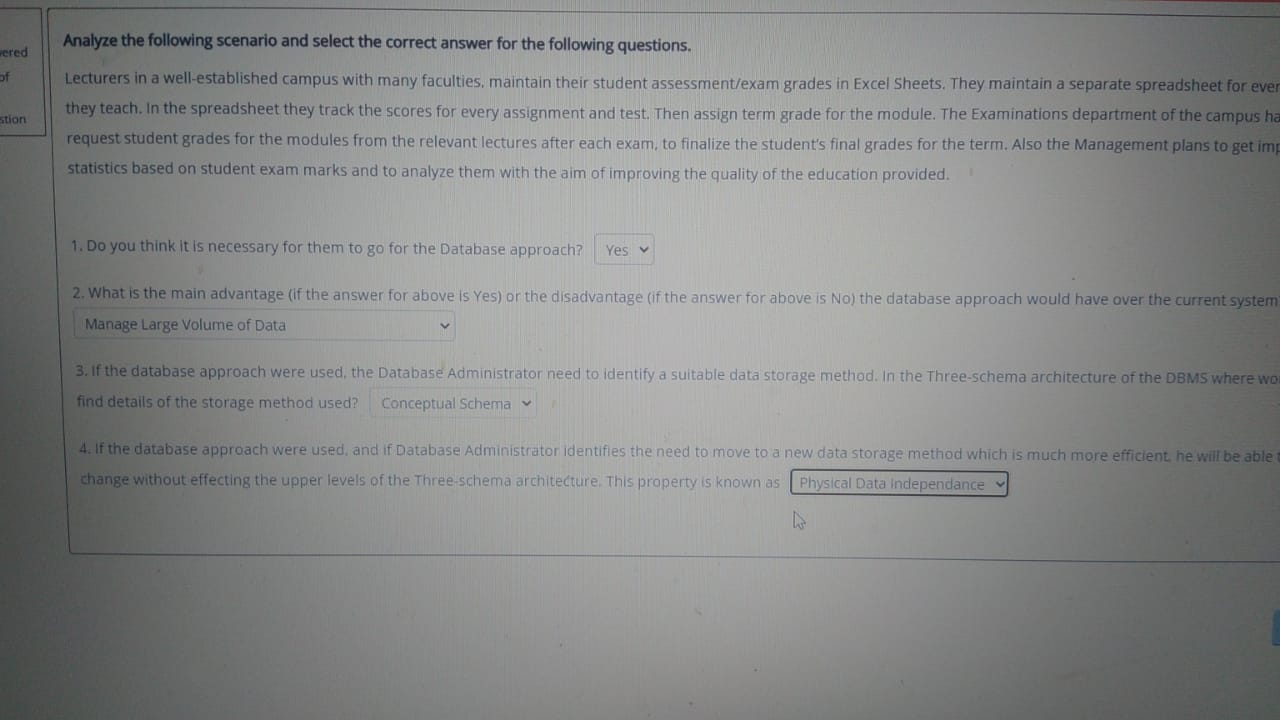 Analyze the following scenario and select the correct answer for the following questions.
Lecturers in a well-established campus with many faculties, maintain their student assessment/exam grades in Excel Sheets. They maintain a separate spreadsheet for
they teach. In the spreadsheet they track the scores for every assignment and test. Then assign term grade for the module. The Examinations department of the campus
request student grades for the modules from the relevant lectures after each exam, to finalize the student's final grades for the term. Also the Management plans to get
statistics based on student exam marks and to analyze them with the aim of improving the quality of the education provided.
1. Do you think it is necessary for them to go for the Database approach? Yes
2. What is the main advantage (if the answer for above is Yes) or the disadvantage (if the answer for above is No) the database approach would have over the current system
Manage Large Volume of Data
3. If the database approach were used, the Database Administrator need to identify a suitable data storage method. In the Three-schema architecture of the DBMS where
find details of the storage method used? Conceptual Schema
4. If the database approach were used, and if Database Administrator identifies the need to move to a new data storage method which is much more efficient, he will be able
change without effecting the upper levels of the Three-schema architecture. This property is known as Physical Data Independance